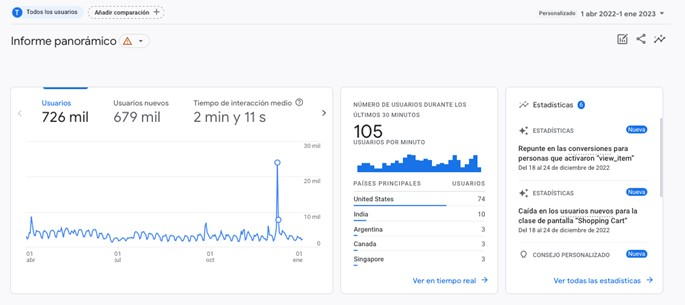 T Todos los usuarios Añadir comparación + Personalizado 1 abr 2022–1 ene 2023
Informe panorámico
Usuarios Usuarios nuevos Tiempo de interacción medio
726 mil 679 mil 2 min y 11 s
30 mil
20 mil
10 mil
0
01 01 01 01
abr jul oct ene
NÚMERO DE USUARIOS DURANTE LOS
ÚLTIMOS 30 MINUTOS
105
USUARIOS POR MINUTO
PAÍSES PRINCIPALES USUARIOS
United States 74
India 10
Argentina 3
Canada 3
Singapore 3
Ver en tiempo real
Estadísticas 6
ESTADÍSTICAS Nueva
Repunte en las conversiones para
personas que activaron "view_item"
Del 18 al 24 de diciembre de 2022
ESTADÍSTICAS Nueva
Caída en los usuarios nuevos para la
clase de pantalla "Shopping Cart"
Del 18 al 24 de diciembre de 2022
CONSEJO PERSONALIZADO Nueva
Ver todas las estadísticas